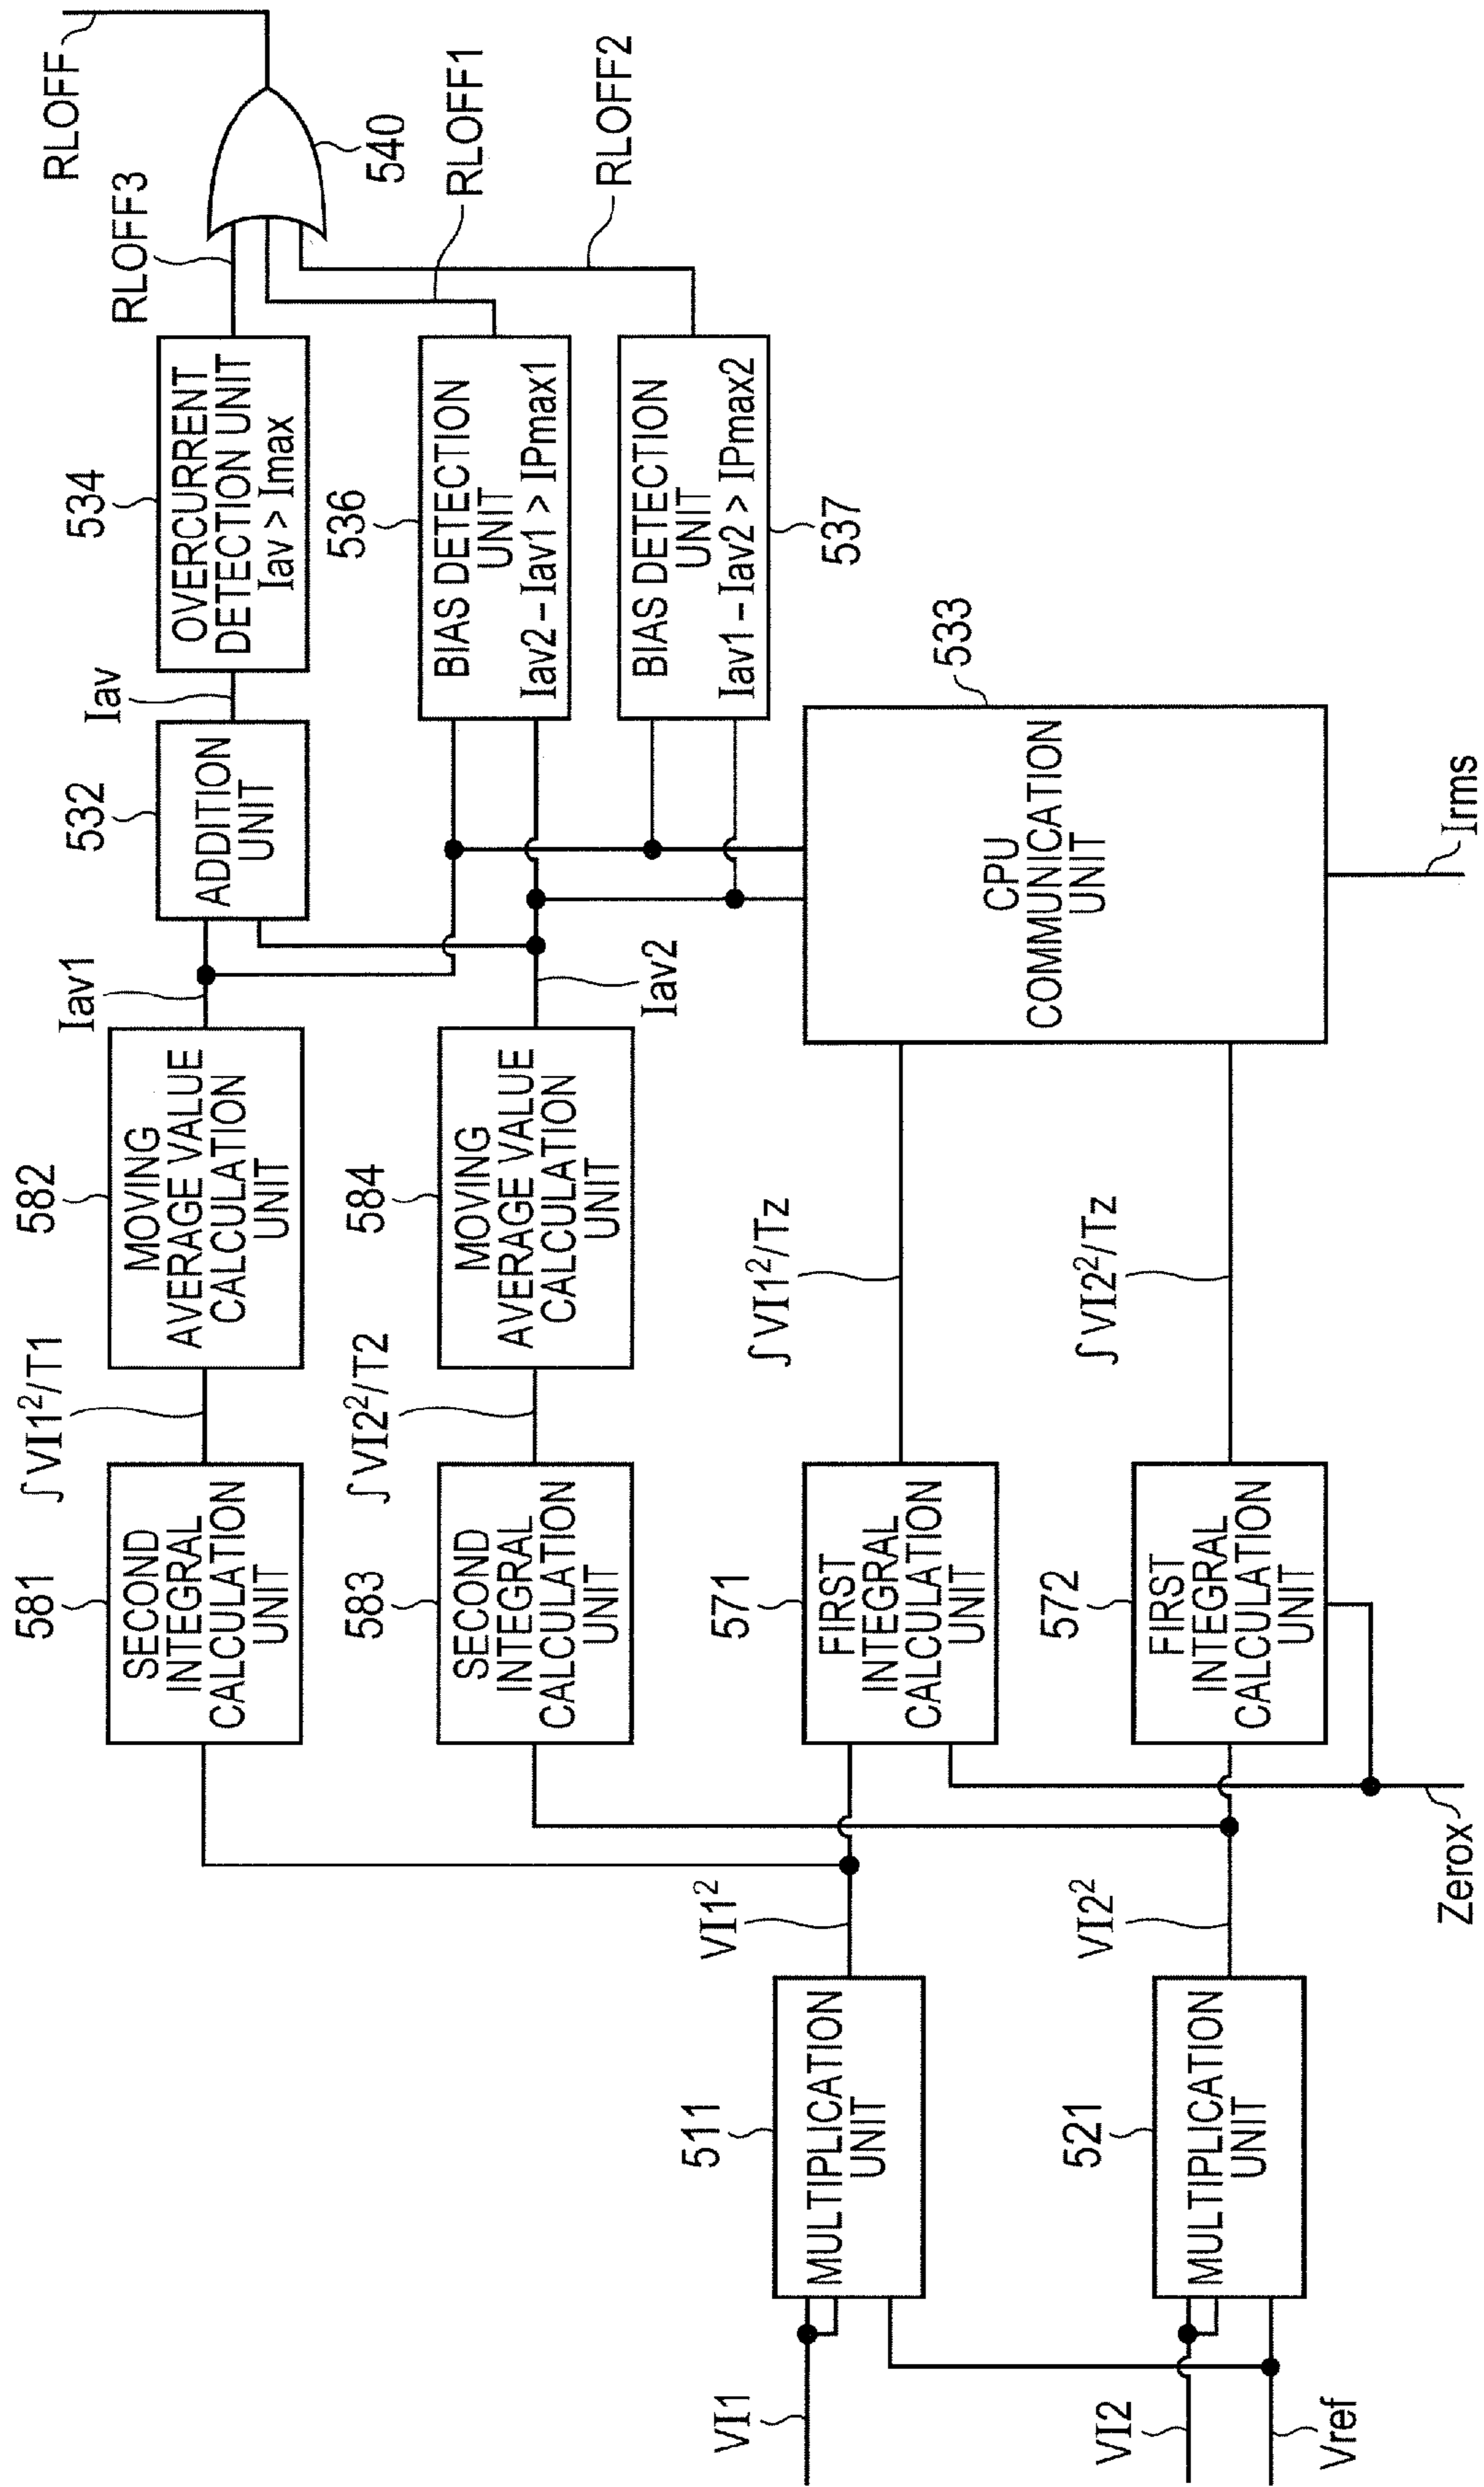 VI1
VI2
Vref
511
MULTIPLICATION
UNIT
521
MULTIPLICATION
UNIT
VI1²
VI2²
Zerox
581
SECOND
INTEGRAL
CALCULATION
UNIT
583
SECOND
INTEGRAL
CALCULATION
UNIT
571
FIRST
INTEGRAL
CALCULATION
UNIT
572
FIRST
INTEGRAL
CALCULATION
UNIT
∫VI1²/T1
∫VI2²/T2
∫VI1²/Tz
∫VI2²/Tz
582
MOVING
AVERAGE VALUE
CALCULATION
UNIT
584
MOVING
AVERAGE VALUE
CALCULATION
UNIT
Iav1
Iav2
532
ADDITION
UNIT
Iav
533
CPU
COMMUNICATION
UNIT
Irms
534
OVERCURRENT
DETECTION UNIT
Iav > Imax
536
BIAS DETECTION
UNIT
Iav2 – Iav1 > IPmax1
BIAS DETECTION
UNIT
Iav1 – Iav2 > IPmax2
537
RLOFF3
RLOFF
540
RLOFF1
RLOFF2